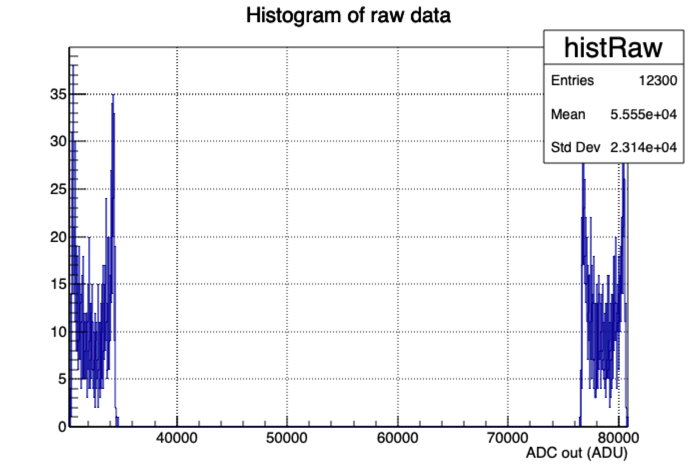 Histogram of raw data
histRaw
Entries 12300
Mean 5.555e+04
Std Dev 2.314e+04
35
30
25
20
15
10
5
0
40000 50000 60000 70000 80000
ADC out (ADU)